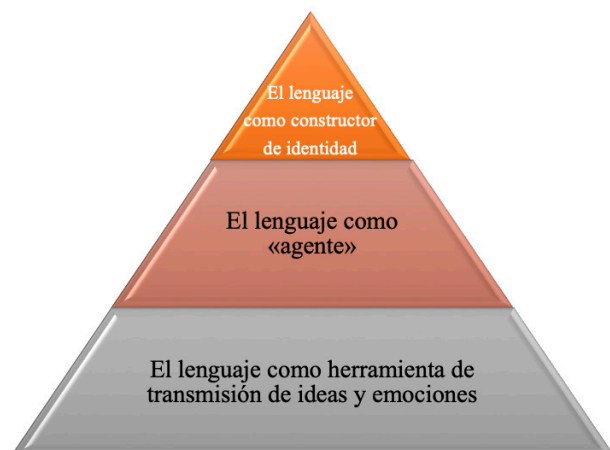 El lenguaje
como constructor
de identidad
El lenguaje como
«agente»
El lenguaje como herramienta de
transmisión de ideas y emociones